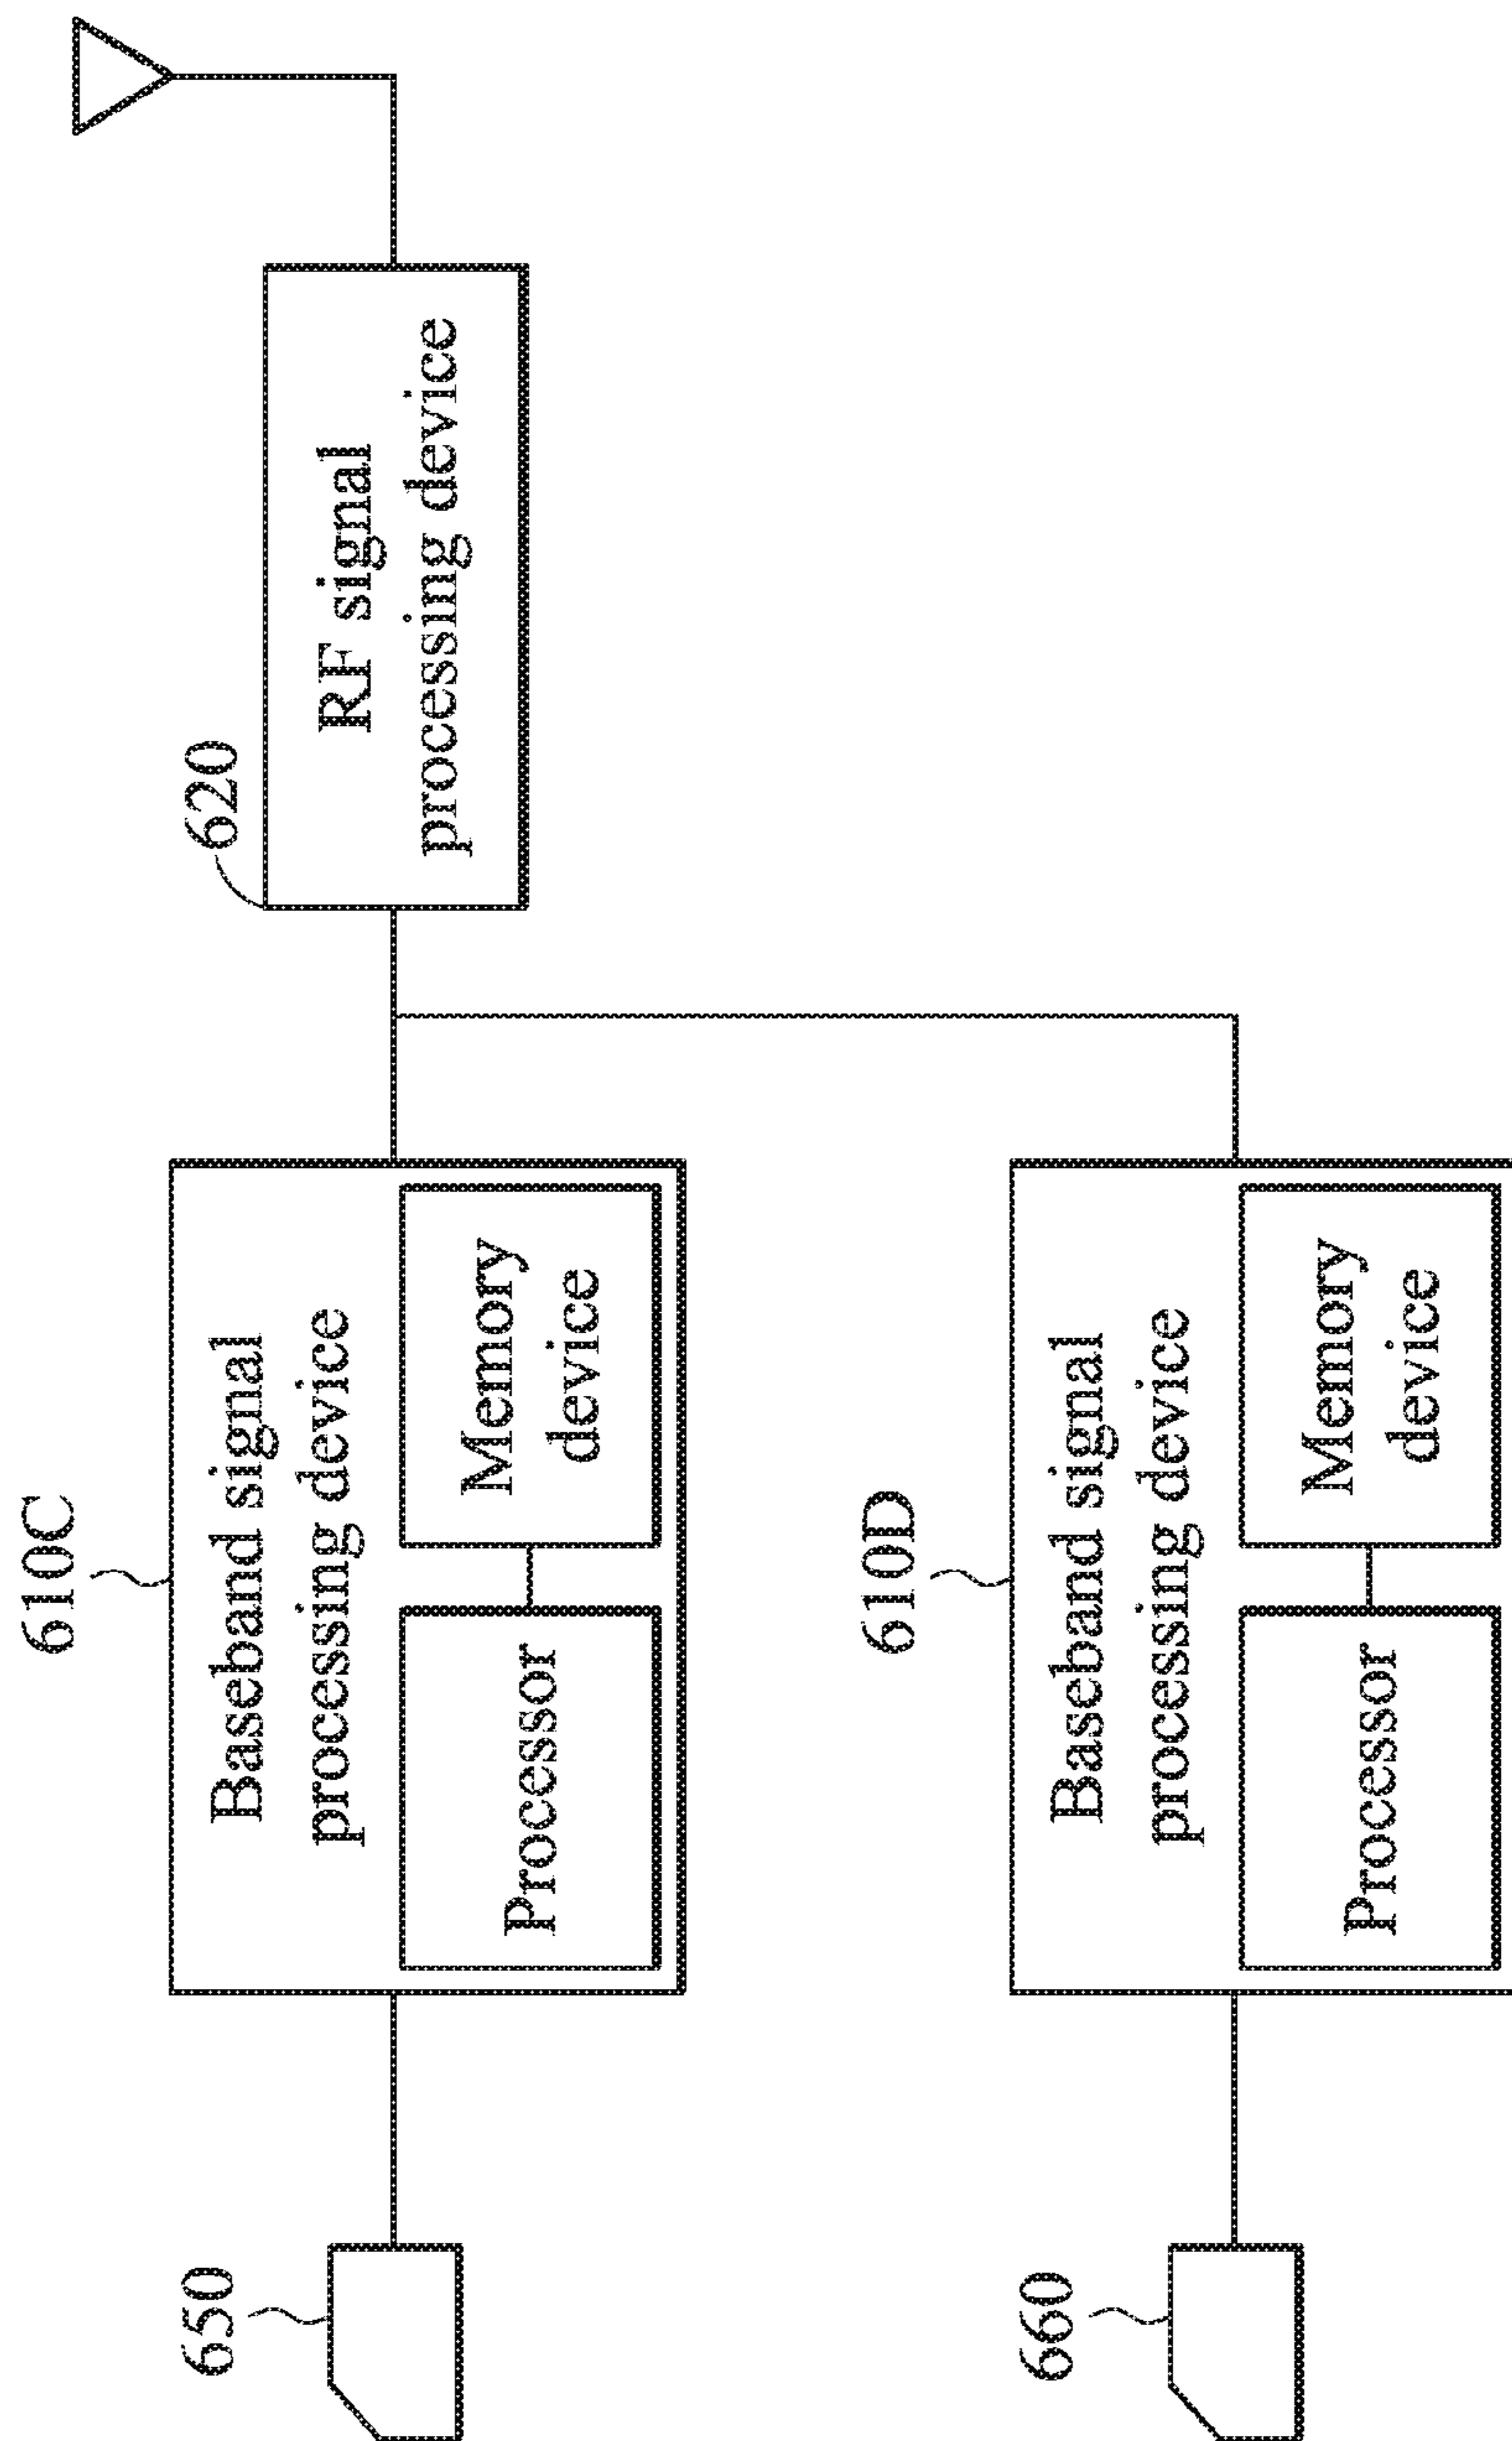 620
RF signal
processing device
610C
Baseband signal
processing device
Processor
Memory
device
650
610D
Baseband signal
processing device
Processor
Memory
device
660